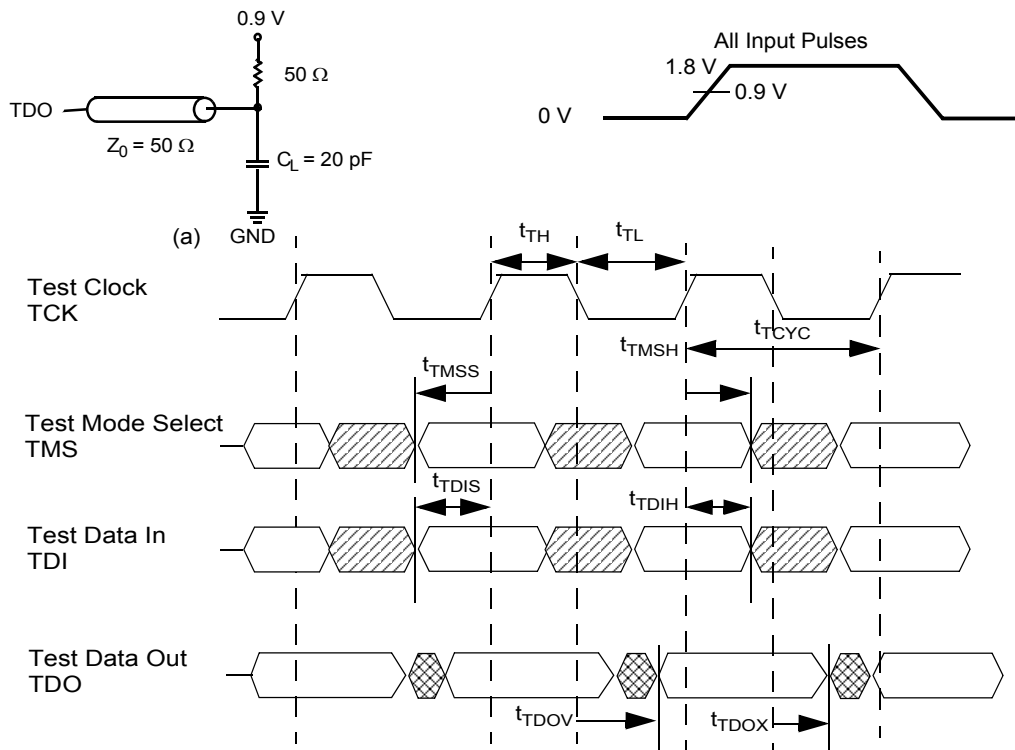 0.9 V
50 Ω
TDO
Z0 = 50 Ω
CL = 20 pF
(a)
GND
All Input Pulses
1.8 V
0.9 V
0 V
tTH
tTL
Test Clock
TCK
tTMSH
tTCYC
tTMSS
Test Mode Select
TMS
tTDIS
tTDIH
Test Data In
TDI
Test Data Out
TDO
tTDOV
tTDOX